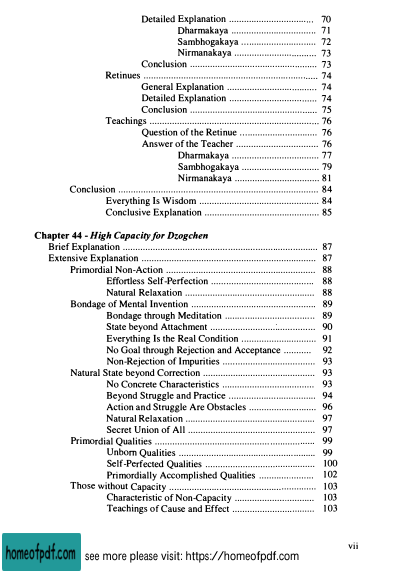 Detailed Explanation .................................. 70
Dharmakaya .................................. 71
Sambhogakaya .............................. 72
Nirmanakaya ................................. 73
Conclusion .................................................. 73
Retinues ..................................................................... 74
General Explanation .................................... 74
Detailed Explanation ................................... 74
Conclusion .................................................. 75
Teachings .................................................................... 76
Question of the Retinue ............................... 76
Answer of the Teacher ................................. 76
Dharmakaya .................................. 77
Sambhogakaya .............................. 79
Nirmanakaya ................................. 81
Conclusion ................................................................................. 84
Everything Is Wisdom ................................................ 84
Conclusive Explanation .............................................. 85
Chapter 44 - High Capacity for Dzogchen
Brief Explanation .............................................................................. 87
Extensive Explanation ...................................................................... 87
Primordial Non-Action ............................................................ 88
Effortless Self-Perfection ......................................... 88
Natural Relaxation .................................................... 88
Bondage of Mental Invention .................................................. 89
Bondage through Meditation .................................... 89
State beyond Attachment .......................................... 90
Everything Is the Real Condition .............................. 91
No Goal through Rejection and Acceptance ........... 92
Non-Rejection of Impurities ..................................... 93
Natural State beyond Correction ............................................. 93
No Concrete Characteristics ..................................... 93
Beyond Struggle and Practice ................................... 94
Action and Struggle Are Obstacles ........................... 96
Natural Relaxation .................................................... 97
Secret Union of All ................................................... 97
Primordial Qualities ................................................................. 99
Unborn Qualities ...................................................... 99
Self-Perfected Qualities ............................................ 100
Primordially Accomplished Qualities ...................... 102
Those without Capacity ........................................................... 103
Characteristic of Non-Capacity ................................ 103
Teachings of Cause and Effect ................................. 103
vii
homeofpdf.com see more please visit: https://homeofpdf.com